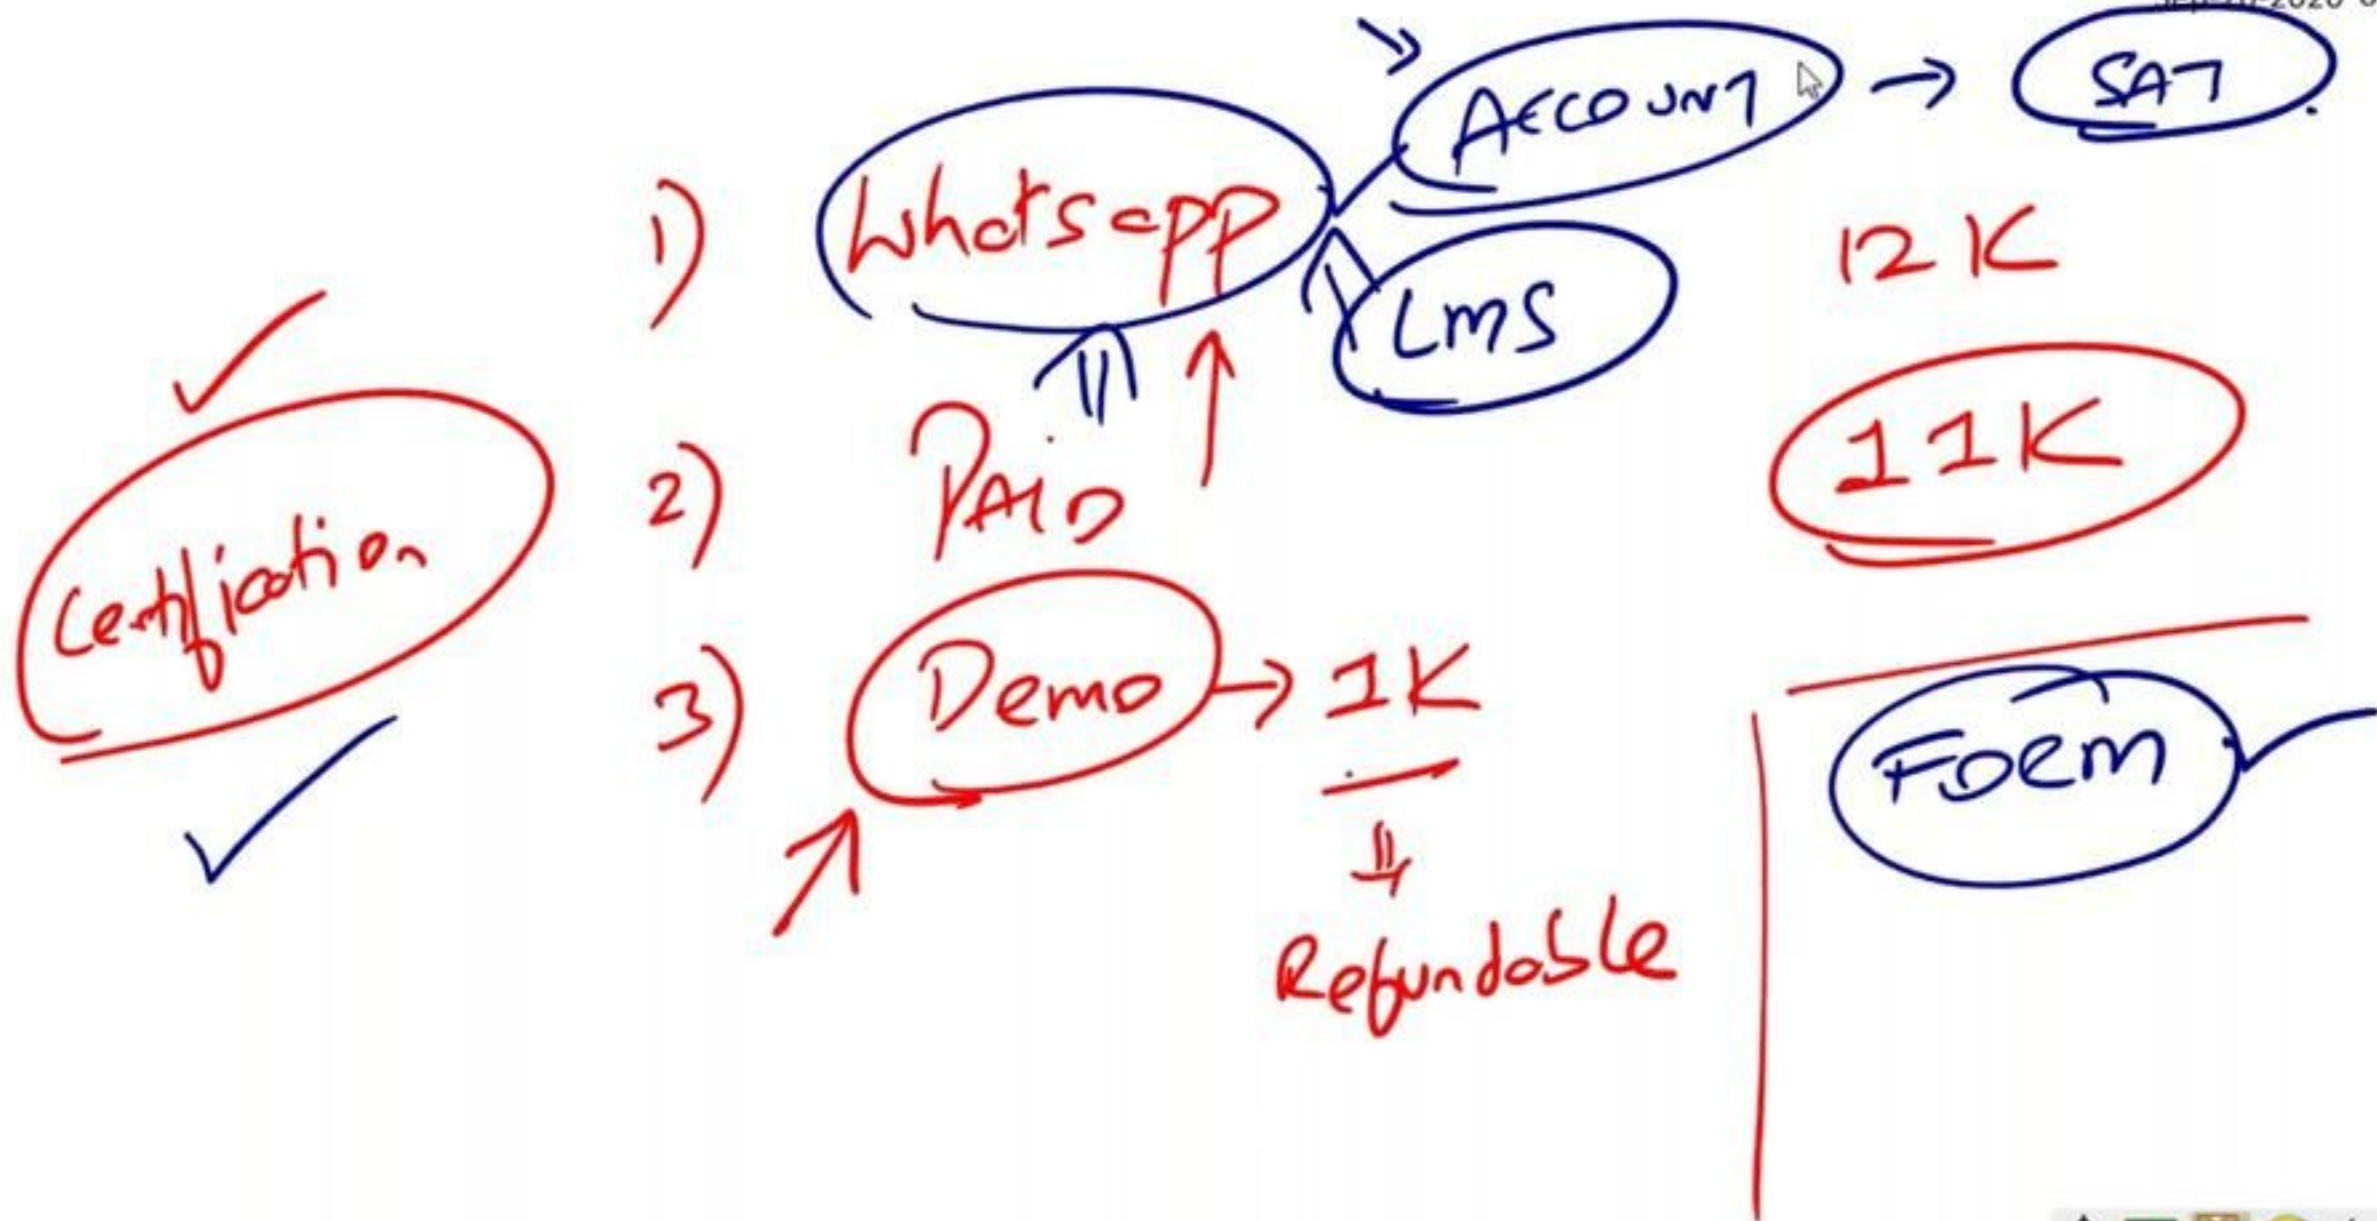 ACCOUNT → SAT
1) Whatsapp
LMS
12K
11K
2) PAID
Certification
3) Demo → 1K
FORM
Refundable